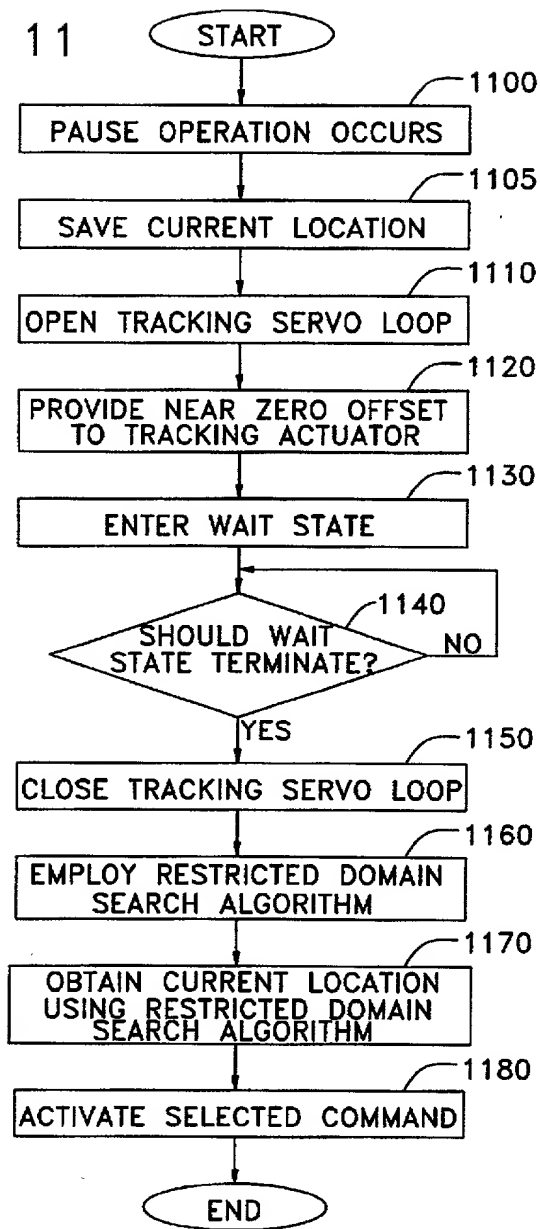 11
START
1100
PAUSE OPERATION OCCURS
1105
SAVE CURRENT LOCATION
1110
OPEN TRACKING SERVO LOOP
1120
PROVIDE NEAR ZERO OFFSET
TO TRACKING ACTUATOR
1130
ENTER WAIT STATE
1140
SHOULD WAIT
STATE TERMINATE?
NO
YES
1150
CLOSE TRACKING SERVO LOOP
1160
EMPLOY RESTRICTED DOMAIN
SEARCH ALGORITHM
1170
OBTAIN CURRENT LOCATION
USING RESTRICTED DOMAIN
SEARCH ALGORITHM
1180
ACTIVATE SELECTED COMMAND
END